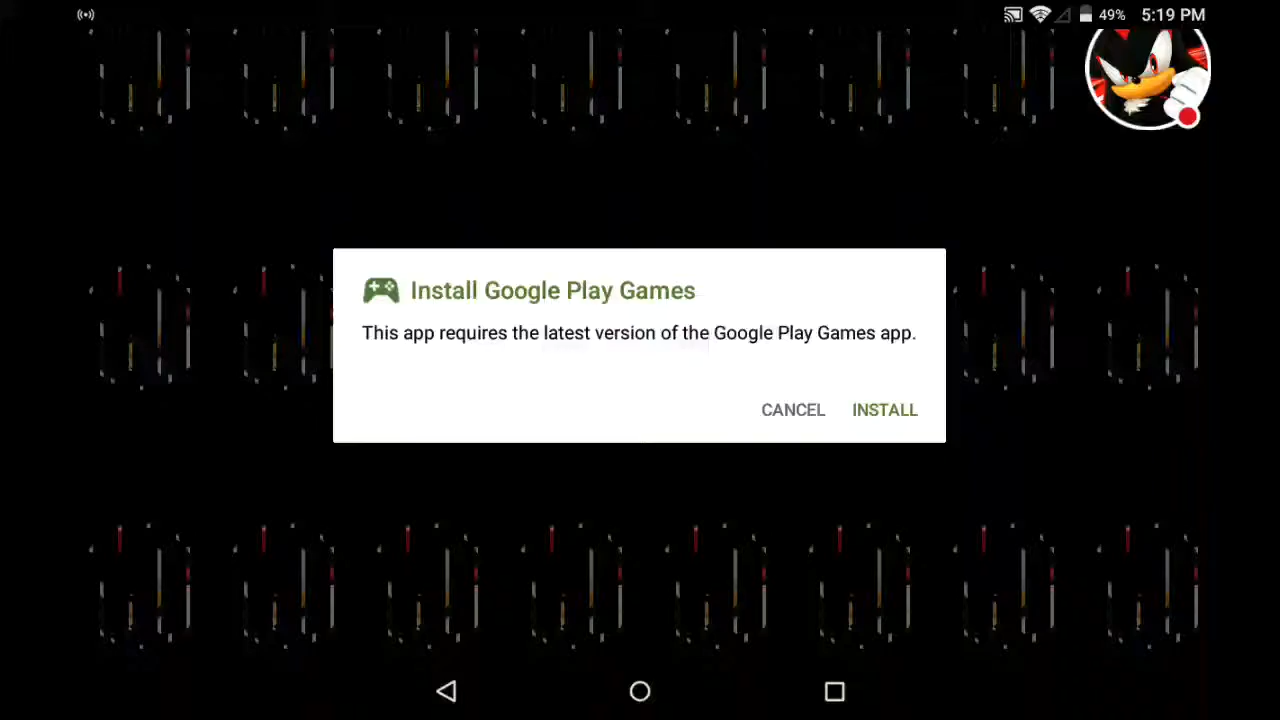 49% 5:19 PM
Install Google Play Games
This app requires the latest version of the Google Play Games app.
CANCEL INSTALL